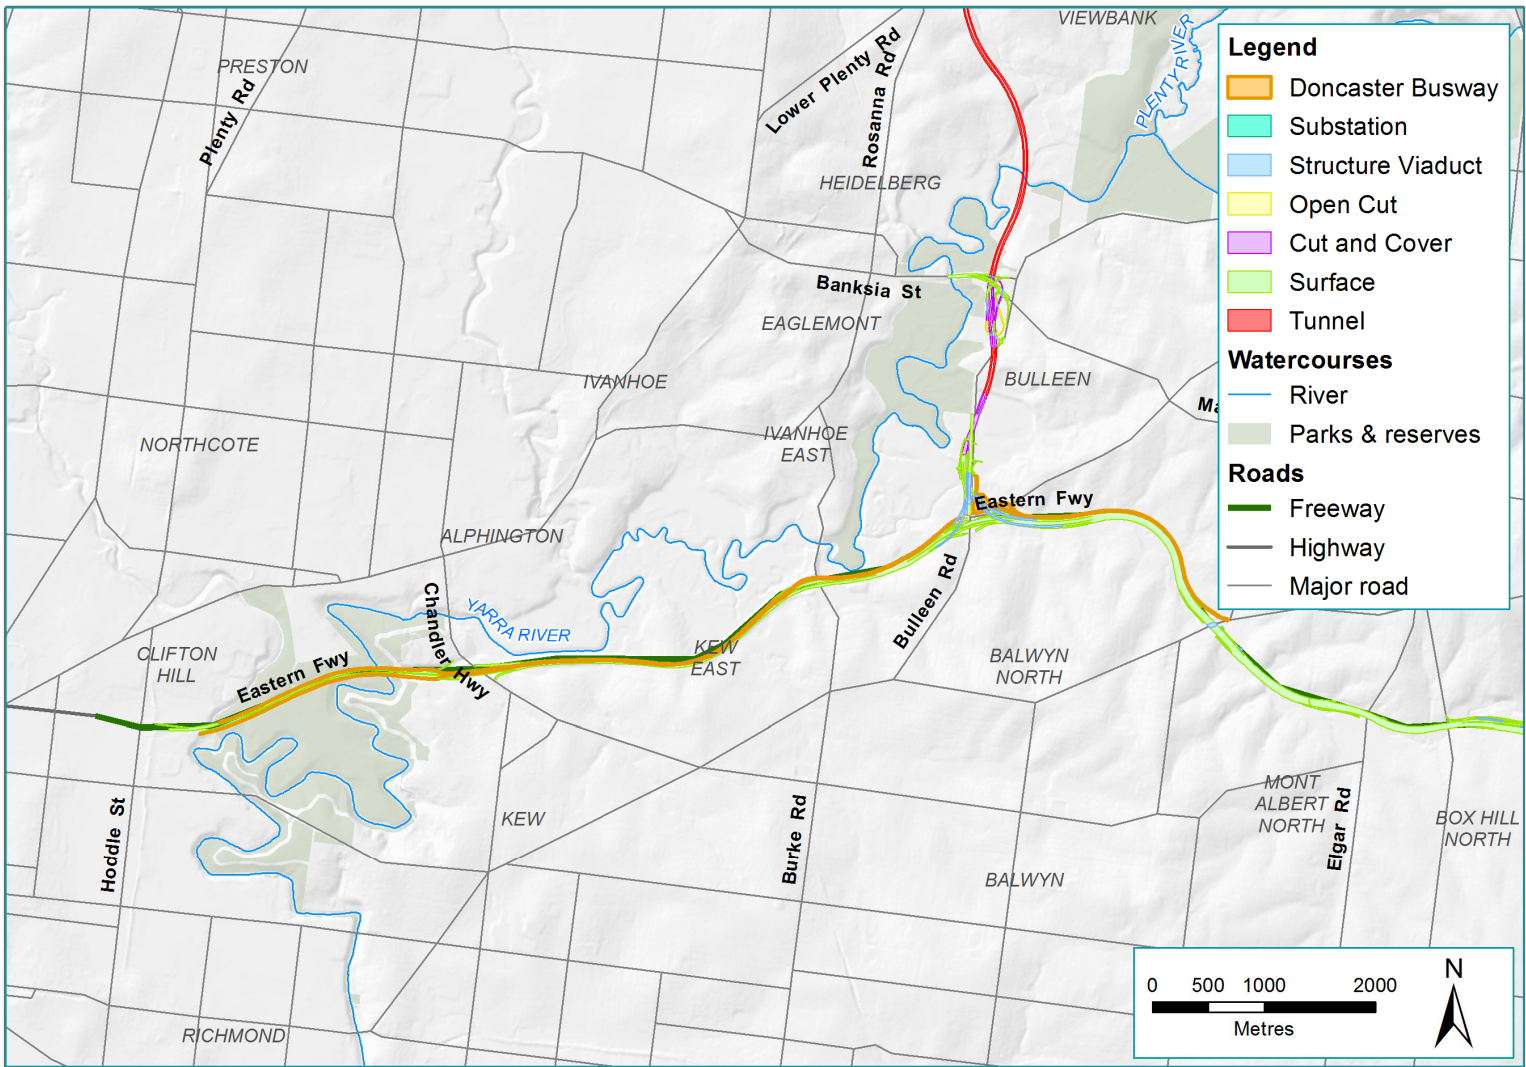 VIEWBANK
PRESTON
Plenty Rd
Lower Plenty Rd
Rosanna Rd
PLENTY RIVER
HEIDELBERG
Banksia St
EAGLEMONT
IVANHOE
BULLEEN
Ma
NORTHCOTE
IVANHOE
EAST
Eastern Fwy
ALPHINGTON
Chandler Hwy
YARRA RIVER
Bulleen Rd
CLIFTON
HILL
Eastern Fwy
KEW
EAST
BALWYN
NORTH
Hoddle St
KEW
Burke Rd
MONT
ALBERT
NORTH
Elgar Rd
BOX HILL
NORTH
BALWYN
RICHMOND
Legend
Doncaster Busway
Substation
Structure Viaduct
Open Cut
Cut and Cover
Surface
Tunnel
Watercourses
River
Parks & reserves
Roads
Freeway
Highway
Major road
0 500 1000 2000
Metres
N